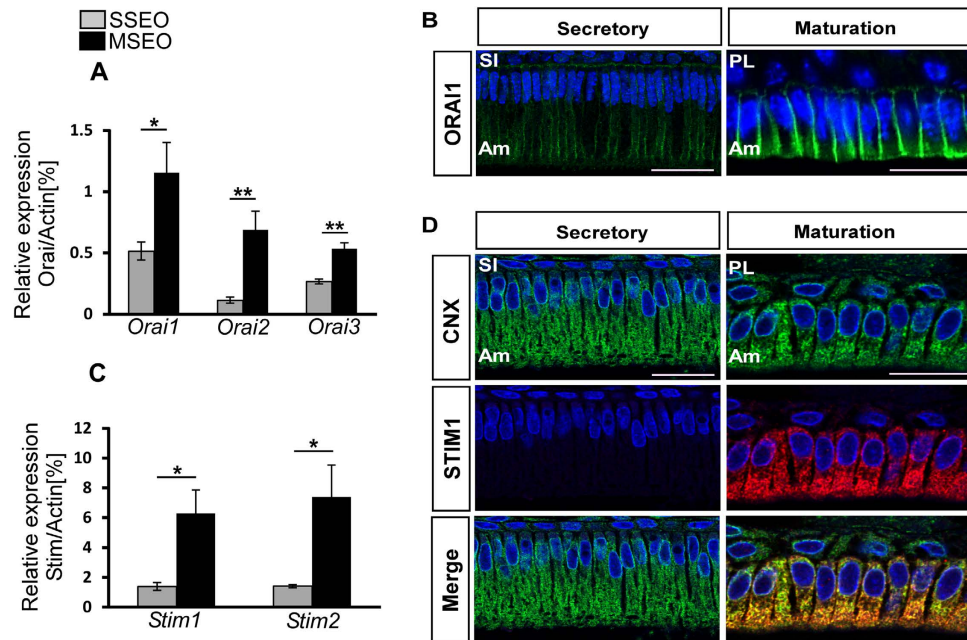 SSEO
MSEO
A
Relative expression
Orai/Actin[%]
1.5
1
0.5
0
*
**
**
Orai1
Orai2
Orai3
B
Secretory
Maturation
ORAI1
SI
Am
PL
Am
C
Relative expression
Stim/Actin[%]
12
10
8
6
4
2
0
*
*
Stim1
Stim2
D
Secretory
Maturation
CNX
SI
Am
PL
Am
STIM1
Merge